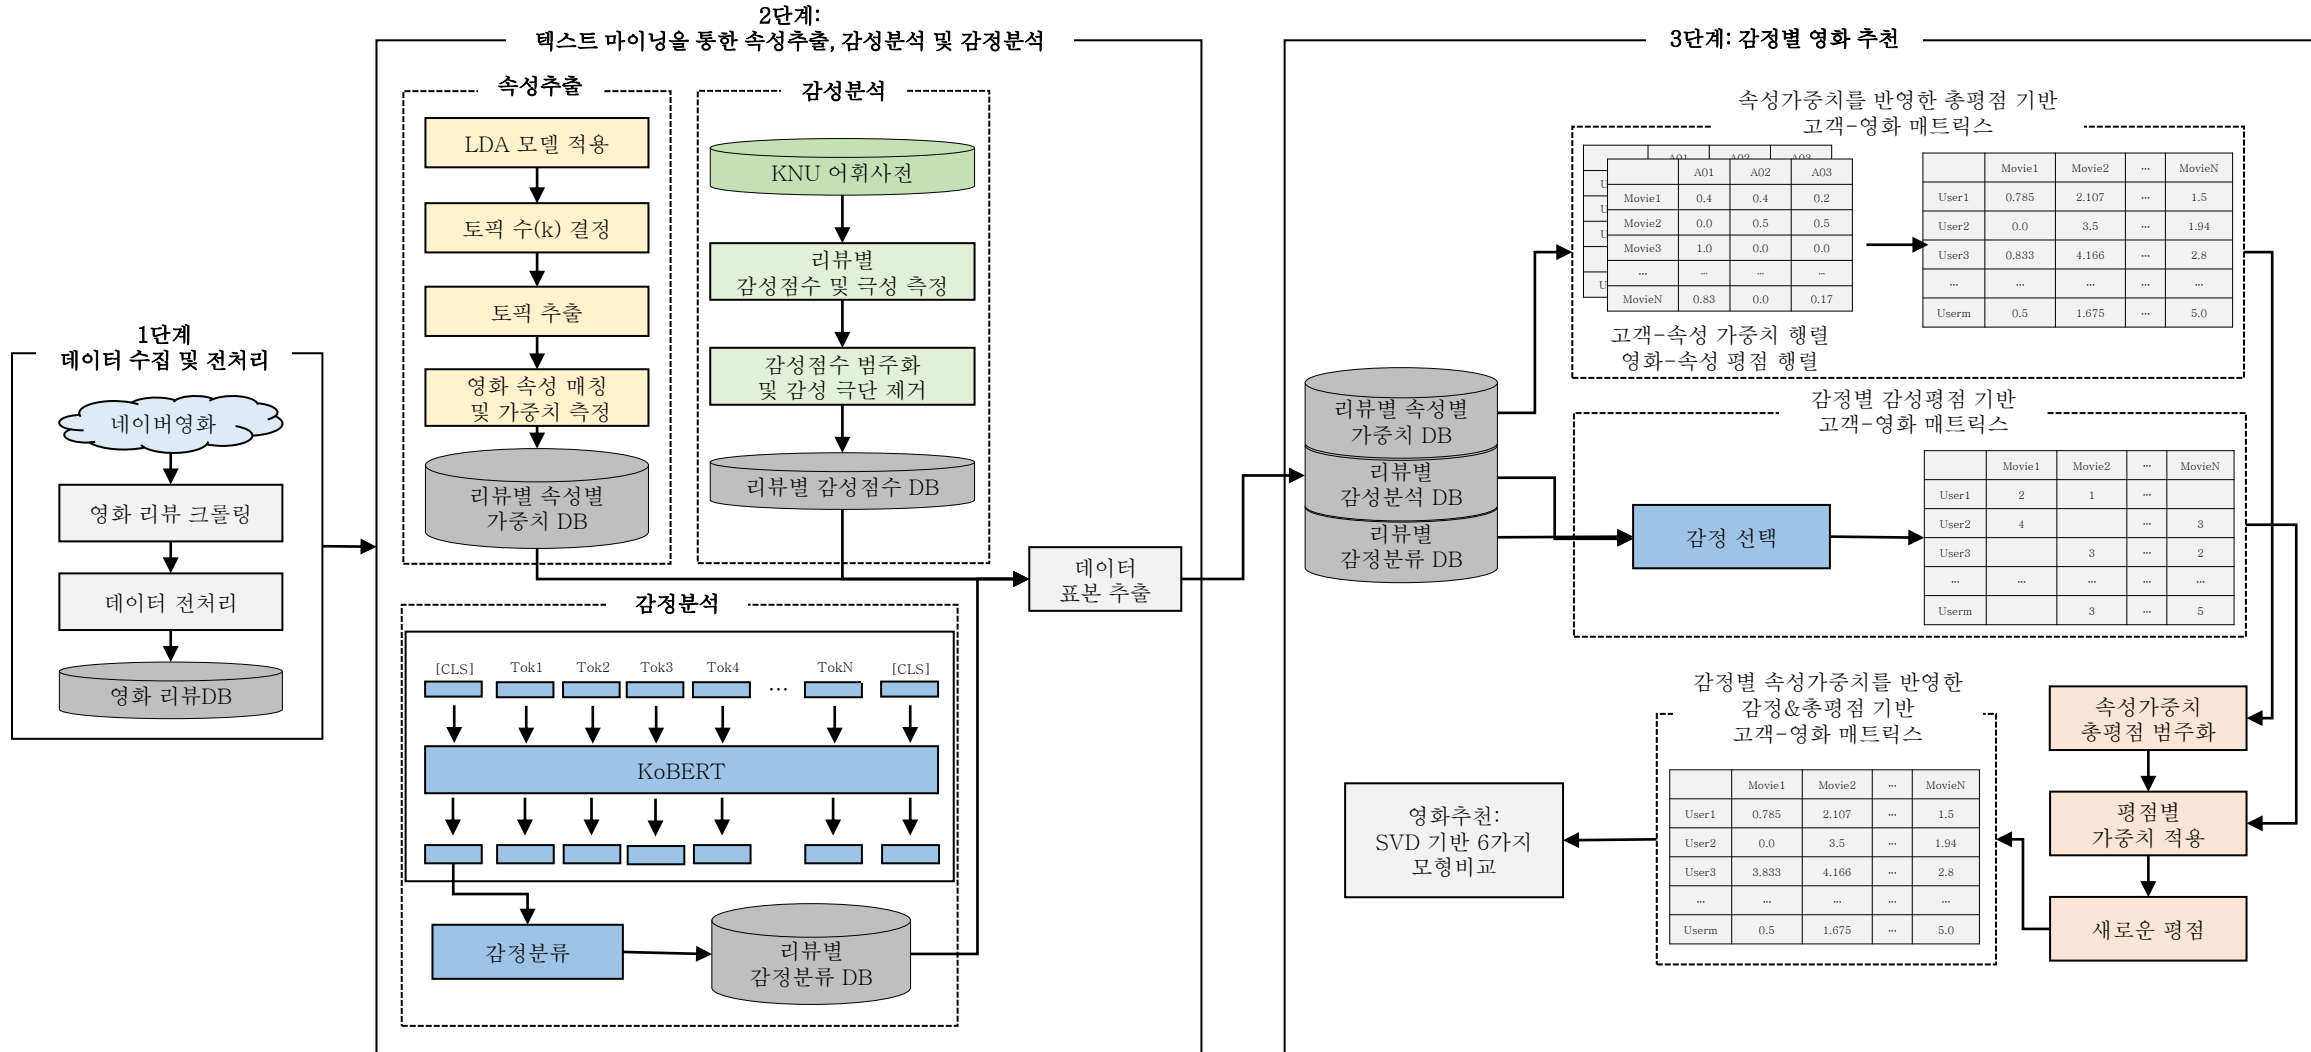 1단계
데이터 수집 및 전처리
네이버영화
영화 리뷰 크롤링
데이터 전처리
영화 리뷰DB
2단계:
텍스트 마이닝을 통한 속성추출, 감성분석 및 감정분석
속성추출
LDA 모델 적용
토픽 수(k) 결정
토픽 추출
영화 속성 매칭
및 가중치 측정
리뷰별 속성별
가중치 DB
감성분석
KNU 어휘사전
리뷰별
감성점수 및 극성 측정
감성점수 범주화
및 감성 극단 제거
리뷰별 감성점수 DB
감정분석
[CLS] Tok1 Tok2 Tok3 Tok4 ... TokN [CLS]
KoBERT
감정분류
리뷰별
감정분류 DB
데이터
표본 추출
3단계: 감정별 영화 추천
리뷰별 속성별
가중치 DB
리뷰별
감성분석 DB
리뷰별
감정분류 DB
속성가중치를 반영한 총평점 기반
고객-영화 매트릭스
A01 A02 A03
A01 A02 A03
Movie1 0.4 0.4 0.2
Movie2 0.0 0.5 0.5
Movie3 1.0 0.0 0.0
... ... ... ...
MovieN 0.83 0.0 0.17
고객-속성 가중치 행렬
영화-속성 평점 행렬
Movie1 Movie2 ... MovieN
User1 0.785 2.107 ... 1.5
User2 0.0 3.5 ... 1.94
User3 0.833 4.166 ... 2.8
... ... ... ... ...
Userm 0.5 1.675 ... 5.0
감정별 감성평점 기반
고객-영화 매트릭스
감정 선택
Movie1 Movie2 ... MovieN
User1 2 1 ...
User2 4 ... 3
User3 3 ... 2
... ... ... ... ...
Userm 3 ... 5
속성가중치
총평점 범주화
평점별
가중치 적용
새로운 평점
감정별 속성가중치를 반영한
감정&총평점 기반
고객-영화 매트릭스
Movie1 Movie2 ... MovieN
User1 0.785 2.107 ... 1.5
User2 0.0 3.5 ... 1.94
User3 3.833 4.166 ... 2.8
... ... ... ... ...
Userm 0.5 1.675 ... 5.0
영화추천:
SVD 기반 6가지
모형비교